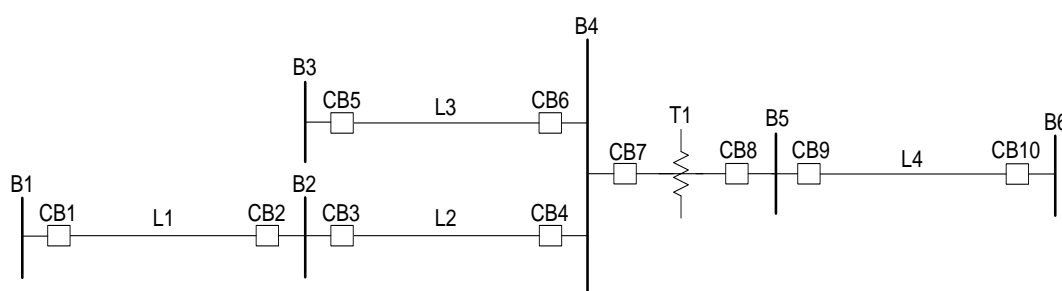 B4
B3
CB5 L3 CB6
T1
B5
B6
CB7 CB8 CB9 L4 CB10
B1
B2
CB1 L1 CB2 CB3 L2 CB4